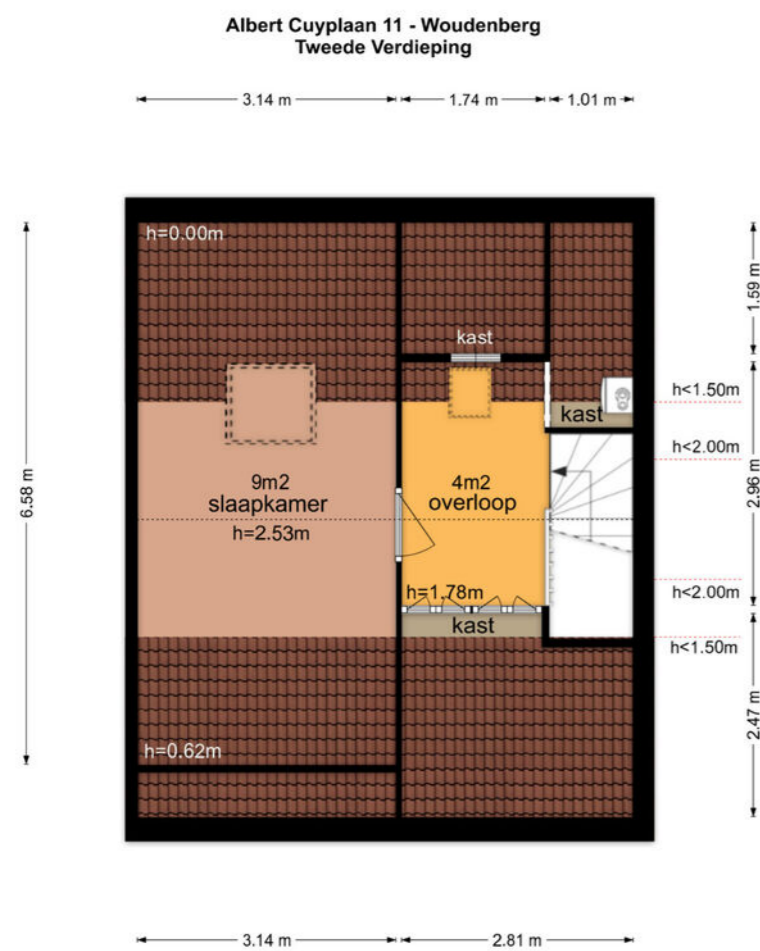 Albert Cuyplaan 11 - Woudenberg
Tweede Verdieping
3.14 m
1.74 m
1.01 m
h=0.00m
1.59 m
kast
h<1.50m
kast
h<2.00m
6.58 m
9m2
slaapkamer
h=2.53m
4m2
overloop
2.96 m
h=1.78m
h<2.00m
kast
h<1.50m
2.47 m
h=0.62m
3.14 m
2.81 m